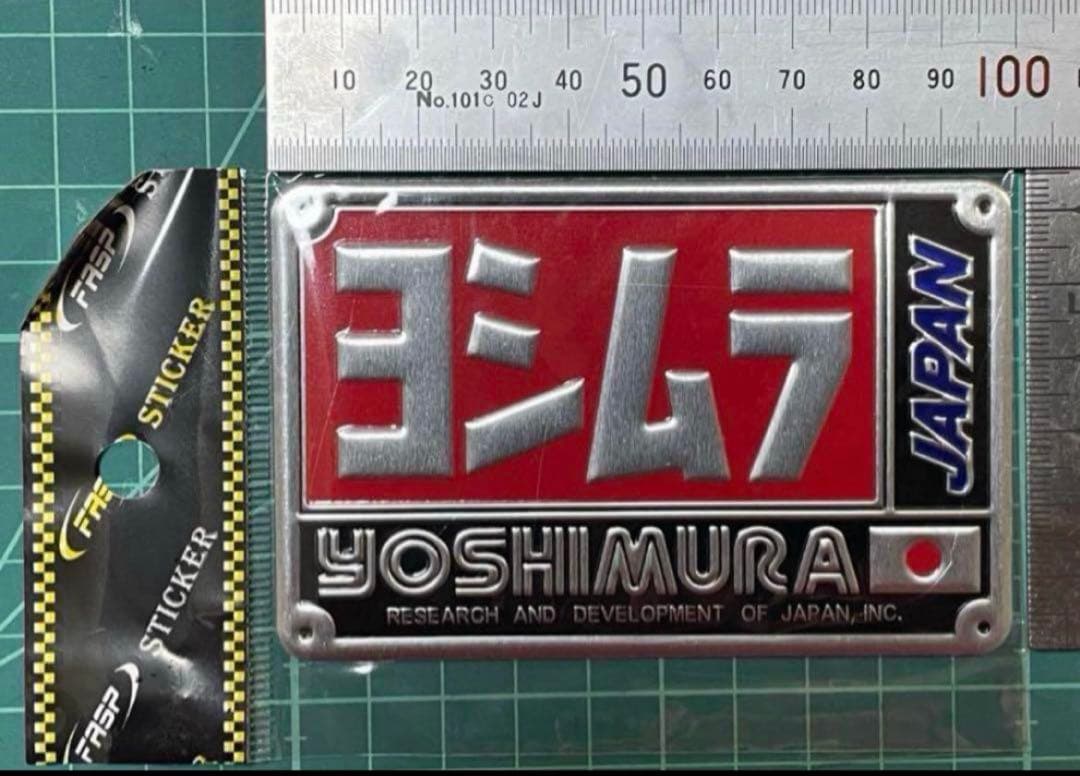 10 20 30 40 50 60 70 80 90 100
No.101C 02J
FASP
STICKER
FAS
STICKER
FASP
ヨシムラ
JAPAN
YOSHIMURA
RESEARCH AND DEVELOPMENT OF JAPAN, INC.